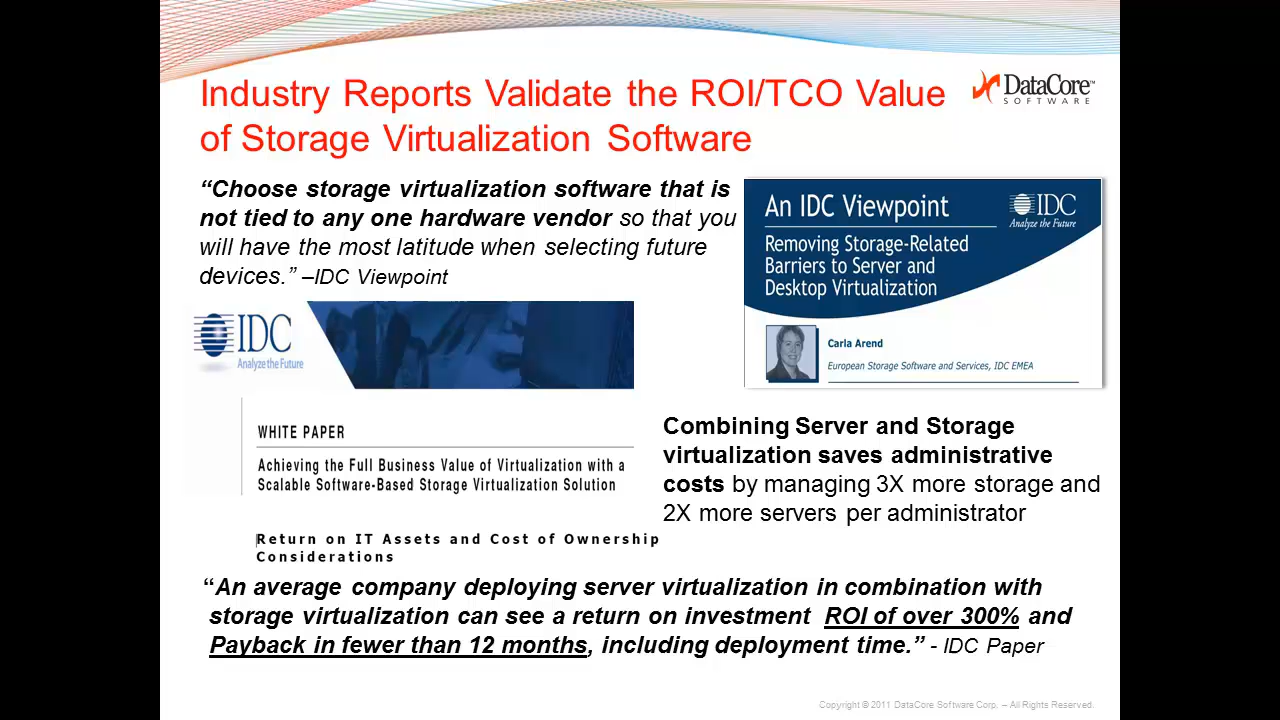 Industry Reports Validate the ROI/TCO Value
of Storage Virtualization Software
DataCore™
SOFTWARE
“Choose storage virtualization software that is
not tied to any one hardware vendor so that you
will have the most latitude when selecting future
devices.” –IDC Viewpoint
An IDC Viewpoint
IDC
Analyze the Future
Removing Storage-Related
Barriers to Server and
Desktop Virtualization
Carla Arend
European Storage Software and Services, IDC EMEA
IDC
Analyze the Future
WHITE PAPER
Achieving the Full Business Value of Virtualization with a
Scalable Software-Based Storage Virtualization Solution
Combining Server and Storage
virtualization saves administrative
costs by managing 3X more storage and
2X more servers per administrator
Return on IT Assets and Cost of Ownership
Considerations
“An average company deploying server virtualization in combination with
storage virtualization can see a return on investment ROI of over 300% and
Payback in fewer than 12 months, including deployment time.” - IDC Paper
Copyright © 2011 DataCore Software Corp. – All Rights Reserved.